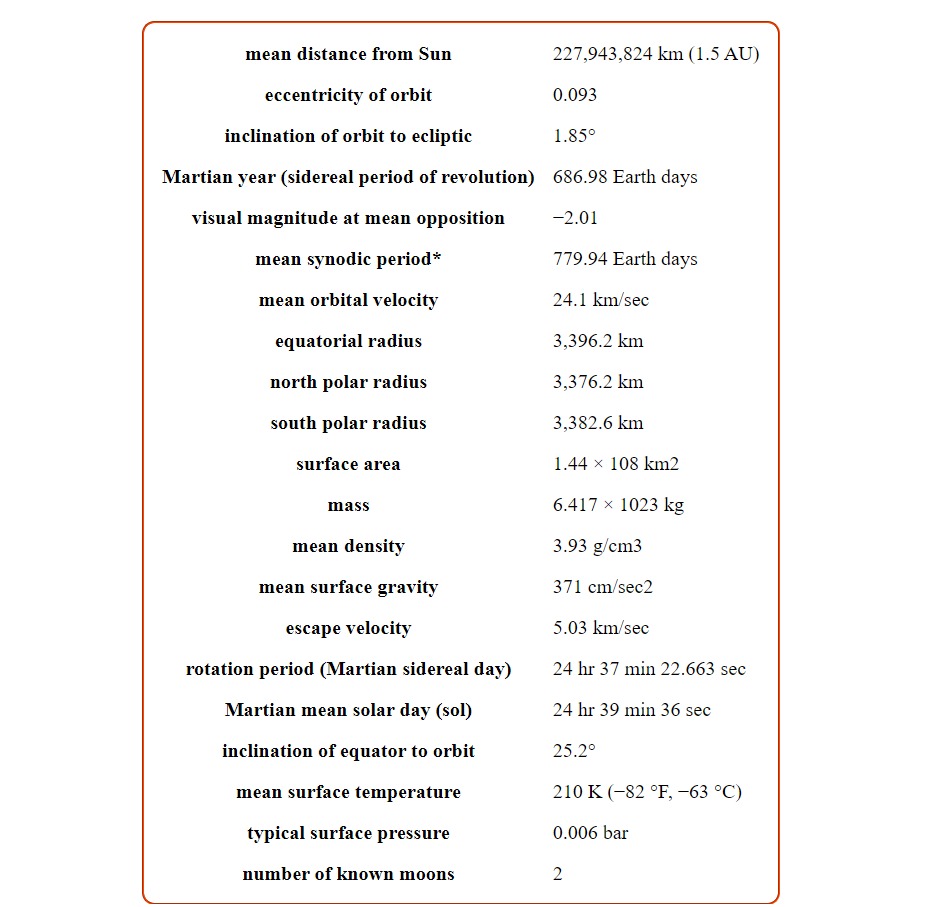 mean distance from Sun 227,943,824 km (1.5 AU)
eccentricity of orbit 0.093
inclination of orbit to ecliptic 1.85°
Martian year (sidereal period of revolution) 686.98 Earth days
visual magnitude at mean opposition −2.01
mean synodic period* 779.94 Earth days
mean orbital velocity 24.1 km/sec
equatorial radius 3,396.2 km
north polar radius 3,376.2 km
south polar radius 3,382.6 km
surface area 1.44 × 108 km2
mass 6.417 × 1023 kg
mean density 3.93 g/cm3
mean surface gravity 371 cm/sec2
escape velocity 5.03 km/sec
rotation period (Martian sidereal day) 24 hr 37 min 22.663 sec
Martian mean solar day (sol) 24 hr 39 min 36 sec
inclination of equator to orbit 25.2°
mean surface temperature 210 K (−82 °F, −63 °C)
typical surface pressure 0.006 bar
number of known moons 2